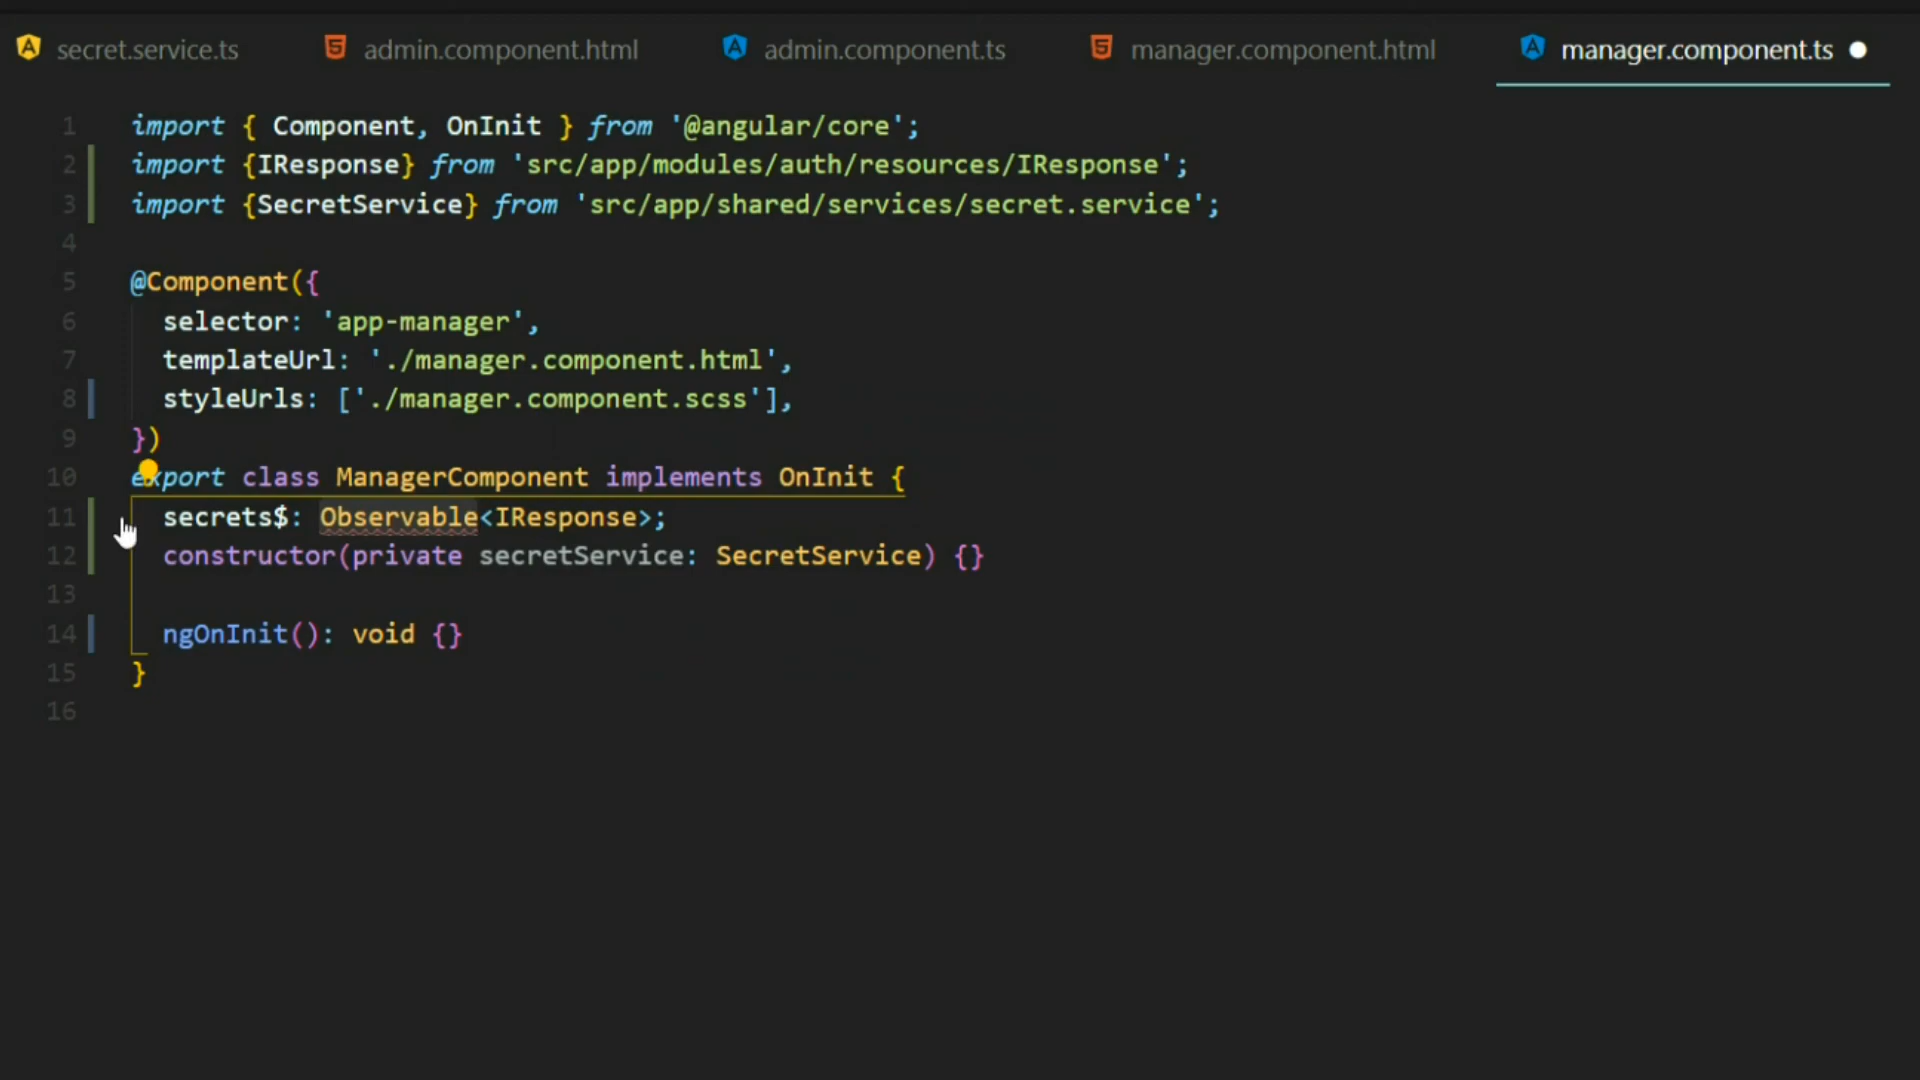 secret.service.ts admin.component.html admin.component.ts manager.component.html manager.component.ts
1 import { Component, OnInit } from '@angular/core';
2 import {IResponse} from 'src/app/modules/auth/resources/IResponse';
3 import {SecretService} from 'src/app/shared/services/secret.service';
4
5 @Component({
6 selector: 'app-manager',
7 templateUrl: './manager.component.html',
8 styleUrls: ['./manager.component.scss'],
9 })
10 export class ManagerComponent implements OnInit {
11 secrets$: Observable<IResponse>;
12 constructor(private secretService: SecretService) {}
13
14 ngOnInit(): void {}
15 }
16